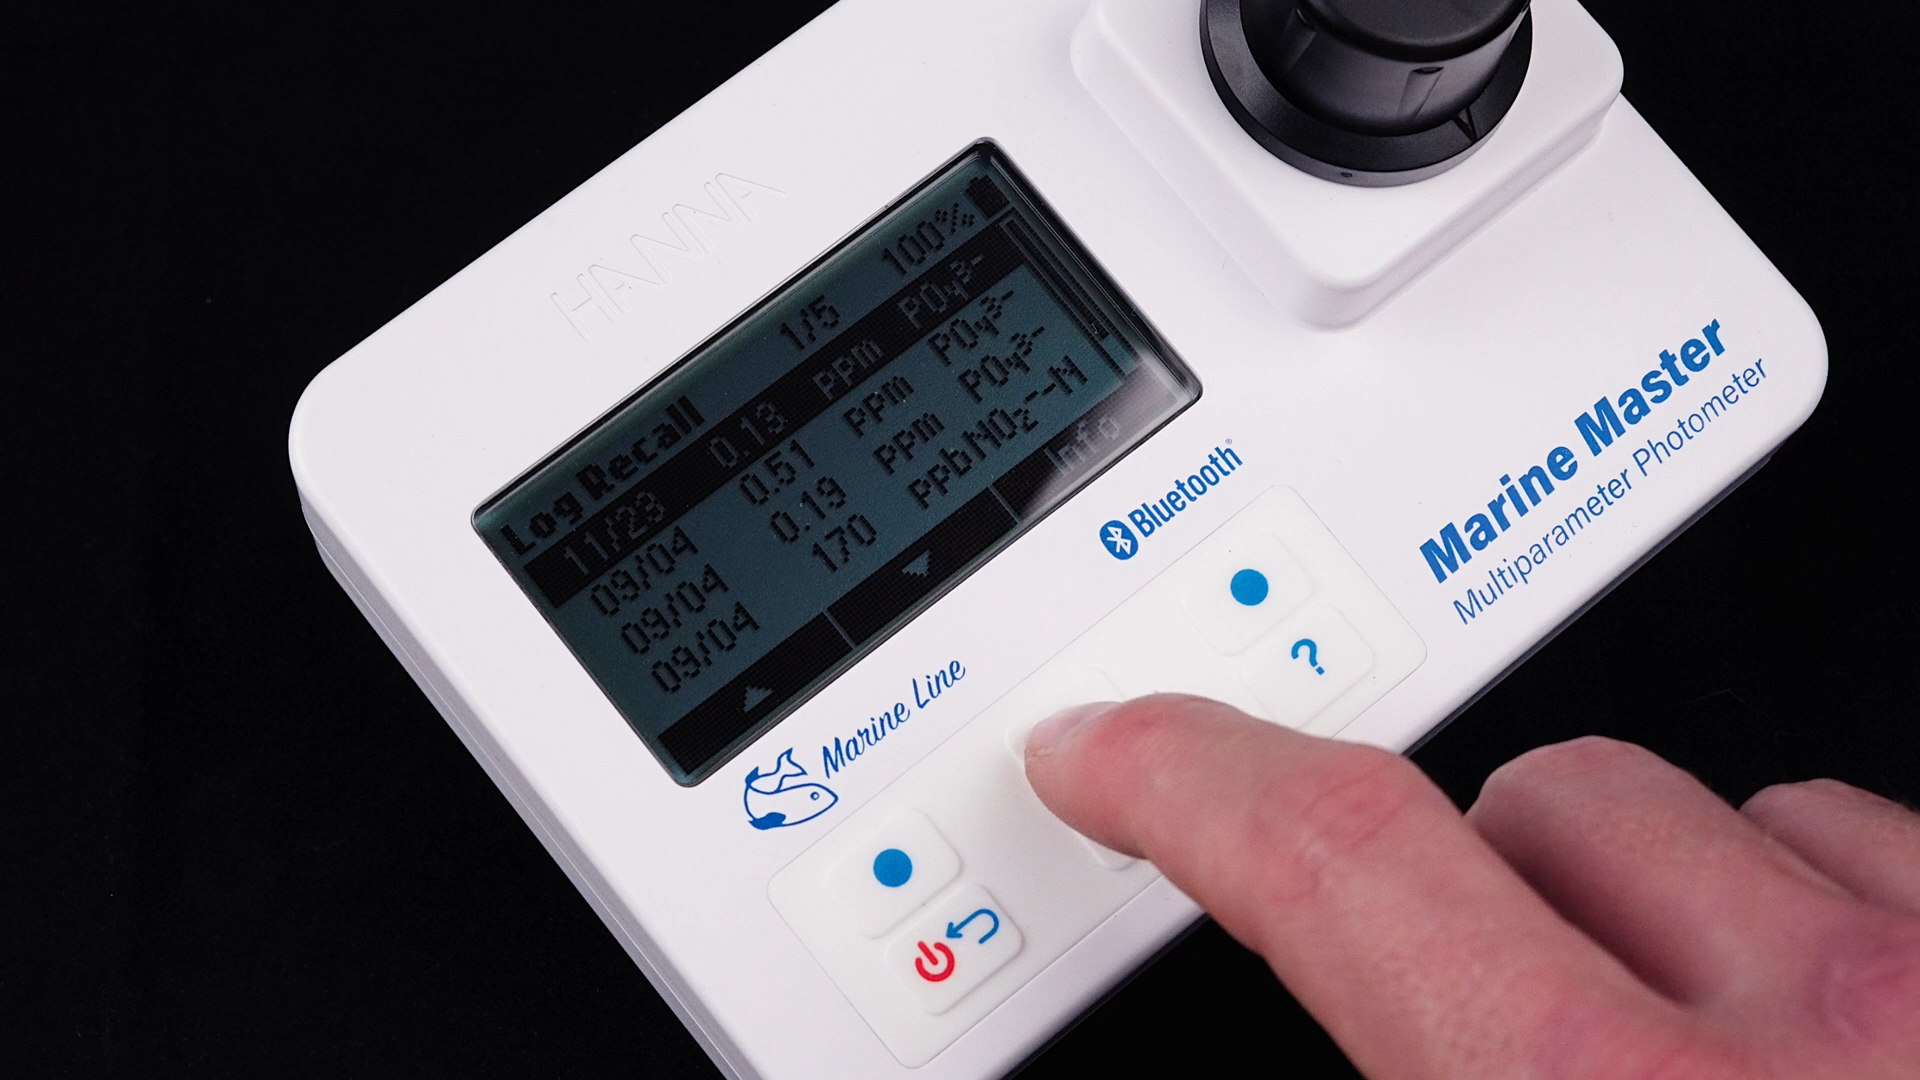 HANNA
Log Recall 1/5 100%
11/23 0.13 ppm PO₄³⁻
09/04 0.51 ppm PO₄³⁻
09/04 0.19 ppm PO₄³⁻
09/04 170 ppb NO₂⁻-N
Info
Bluetooth®
Marine Line
Marine Master
Multiparameter Photometer
?